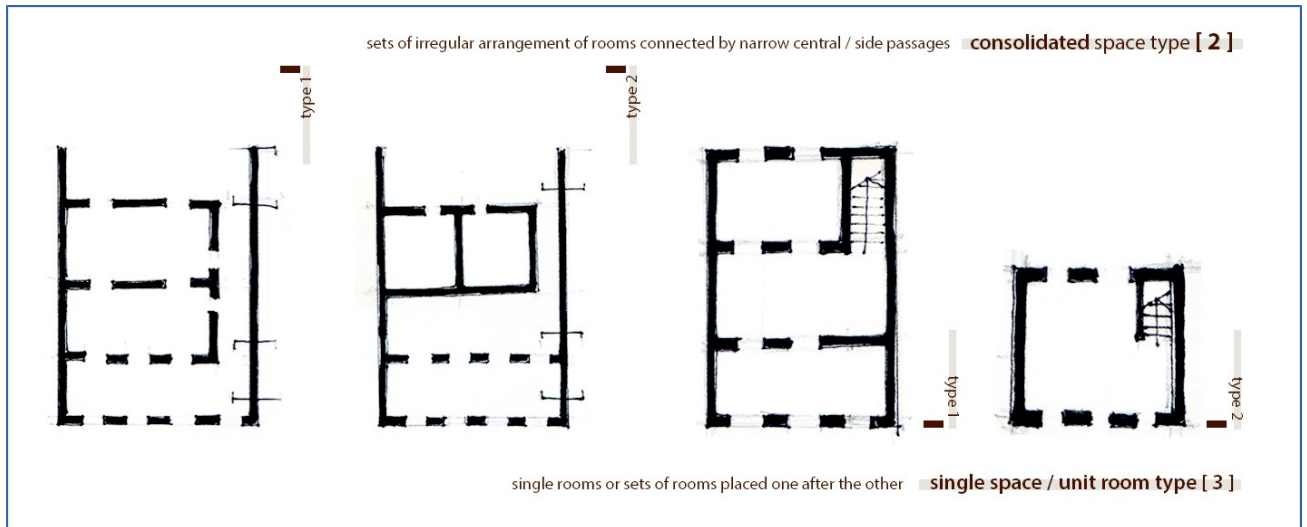 sets of irregular arrangement of rooms connected by narrow central / side passages consolidated space type [ 2 ]
type 1
type 2
type 1
type 2
single rooms or sets of rooms placed one after the other single space / unit room type [ 3 ]